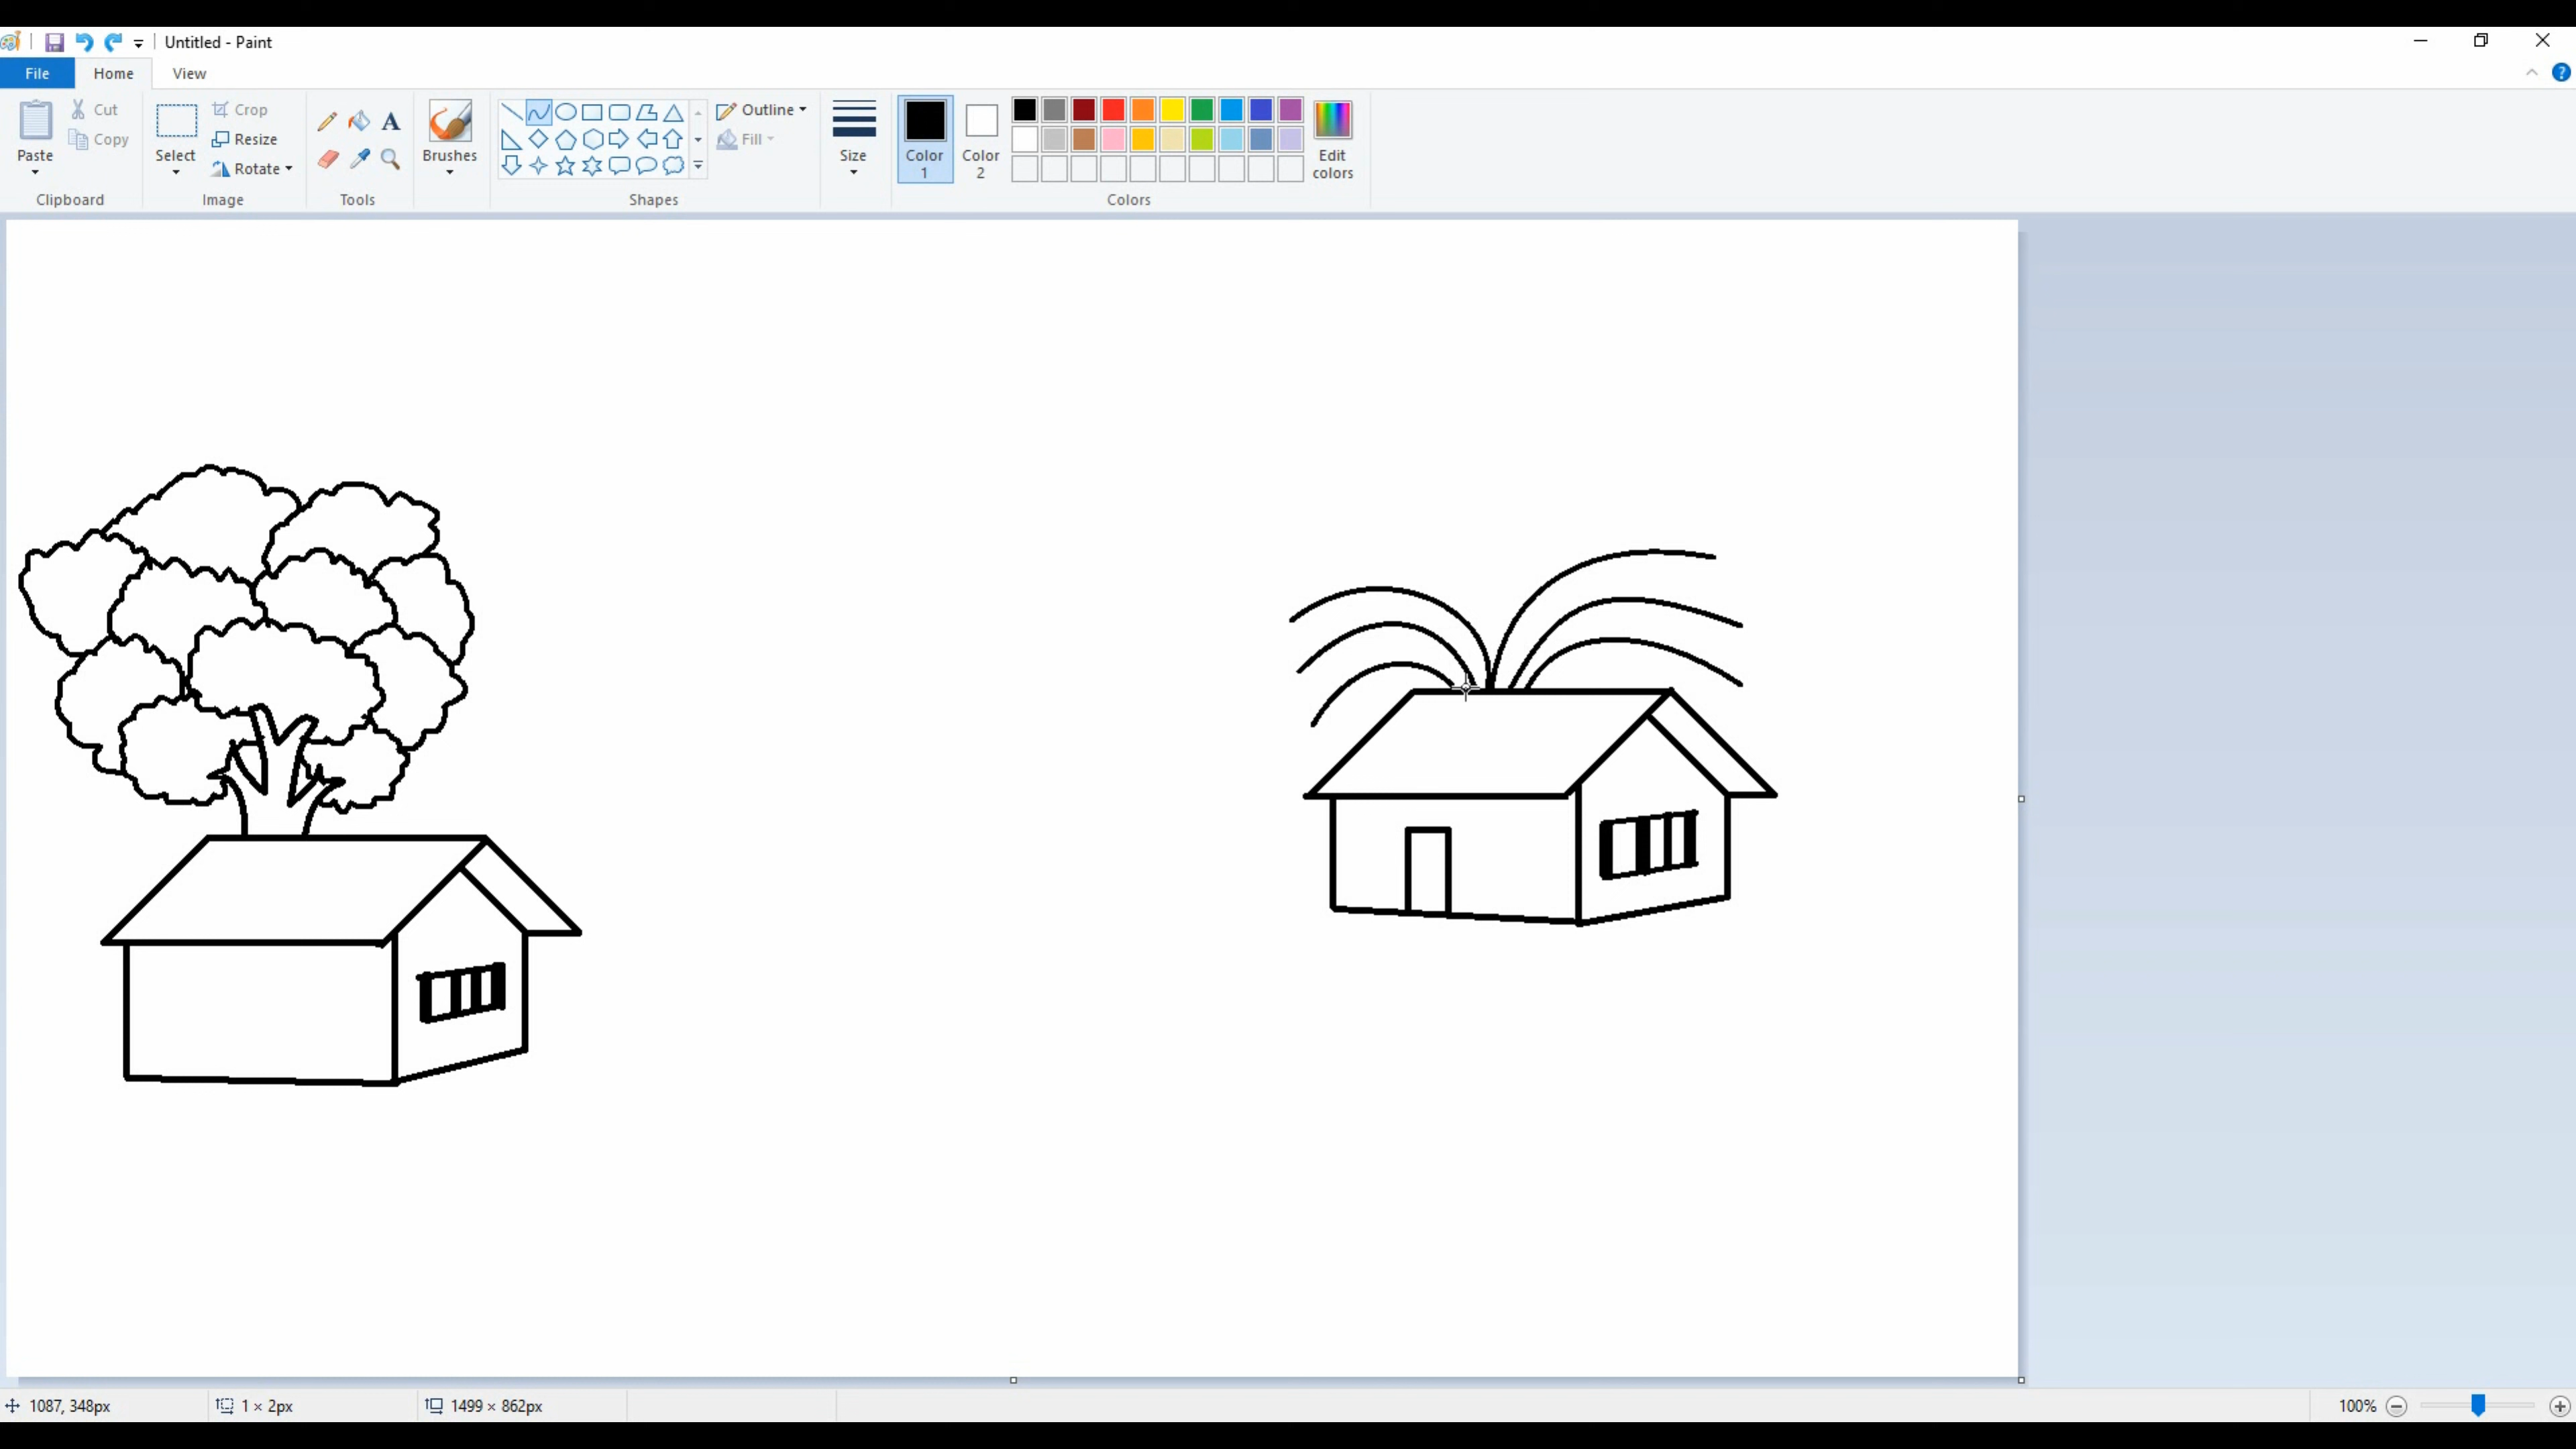 Untitled - Paint
File Home View
Paste Cut Copy Select Crop Resize Rotate A Brushes Outline Fill Size Color 1 Color 2 Edit colors
Clipboard Image Tools Shapes Colors
1087, 348px 1 × 2px 1499 × 862px 100%